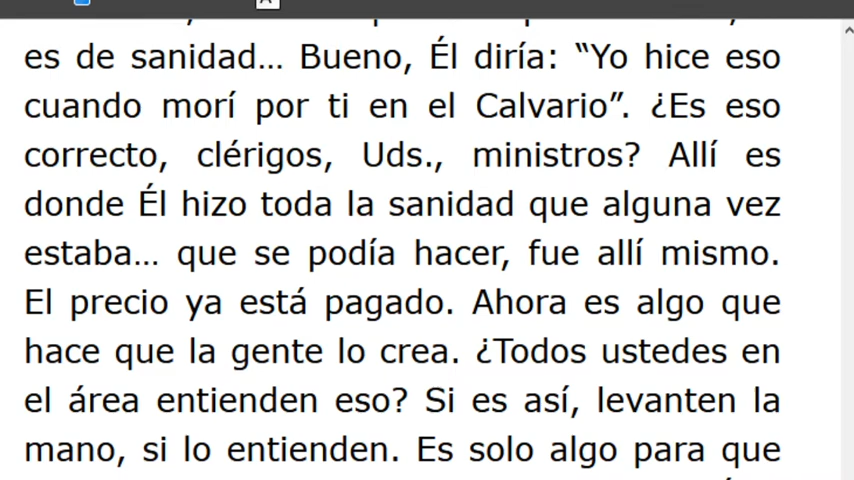 es de sanidad… Bueno, Él diría: “Yo hice eso
cuando morí por ti en el Calvario”. ¿Es eso
correcto, clérigos, Uds., ministros? Allí es
donde Él hizo toda la sanidad que alguna vez
estaba… que se podía hacer, fue allí mismo.
El precio ya está pagado. Ahora es algo que
hace que la gente lo crea. ¿Todos ustedes en
el área entienden eso? Si es así, levanten la
mano, si lo entienden. Es solo algo para que